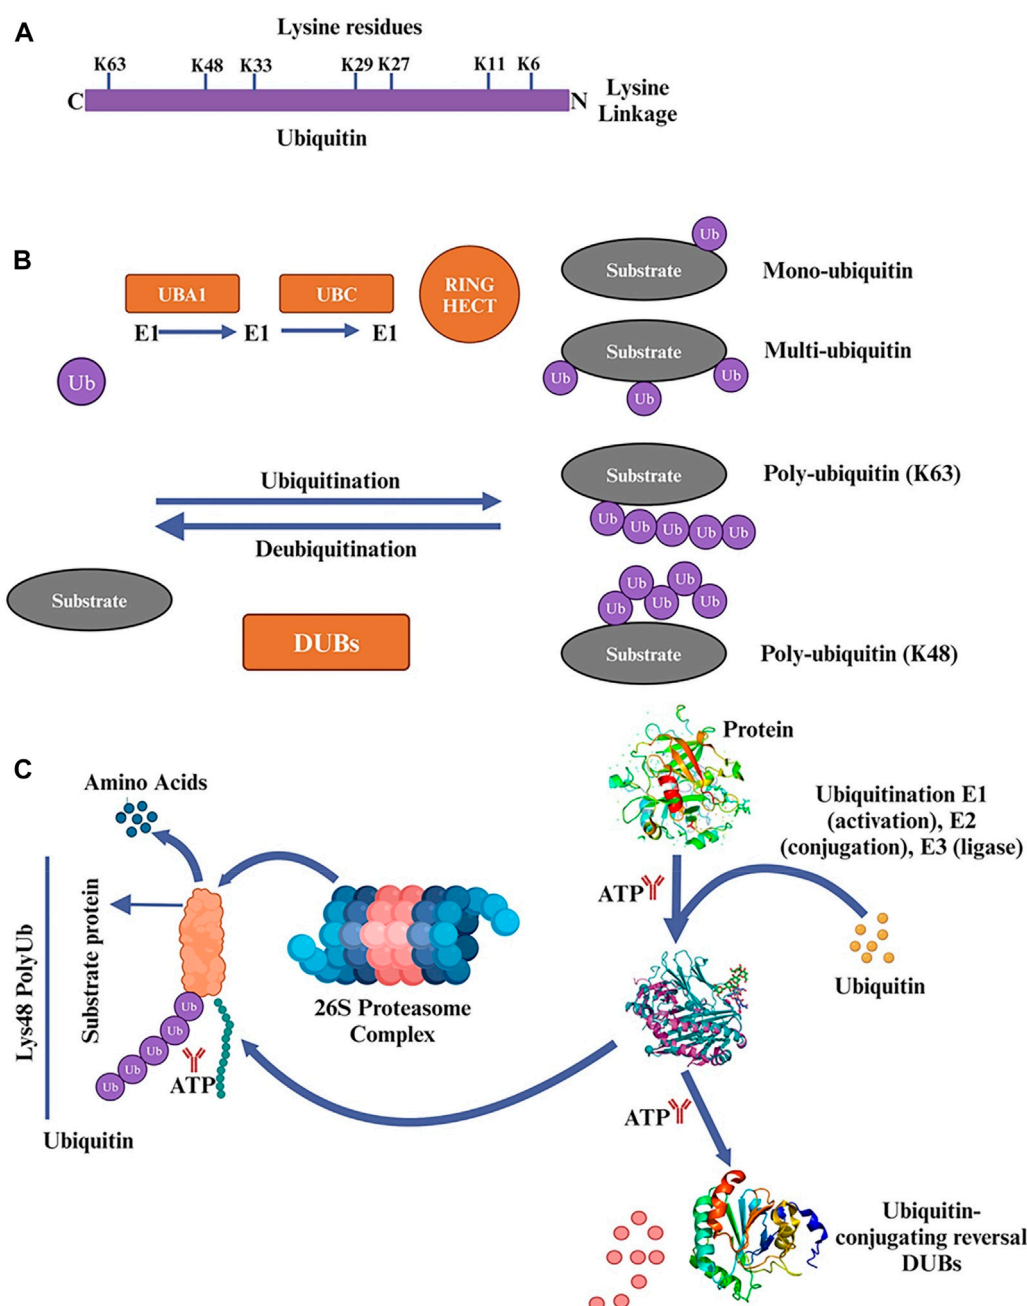 A
Lysine residues
K63 K48 K33 K29 K27 K11 K6
C N
Lysine
Linkage
Ubiquitin
B
UBA1 UBC
E1 E1 E1
RING
HECT
Ub
Ubiquitination
Deubiquitination
Substrate
DUBs
Ub
Substrate
Mono-ubiquitin
Substrate
Multi-ubiquitin
Ub Ub Ub
Substrate
Poly-ubiquitin (K63)
Ub Ub Ub Ub Ub
Ub Ub Ub Ub Ub
Substrate
Poly-ubiquitin (K48)
C
Protein
Ubiquitination E1
(activation), E2
(conjugation), E3 (ligase)
ATP
Ubiquitin
Amino Acids
Lys48 PolyUb
Substrate protein
26S Proteasome
Complex
Ub
Ub
Ub
Ub
Ub
ATP
Ubiquitin
ATP
Ubiquitin-
conjugating reversal
DUBs